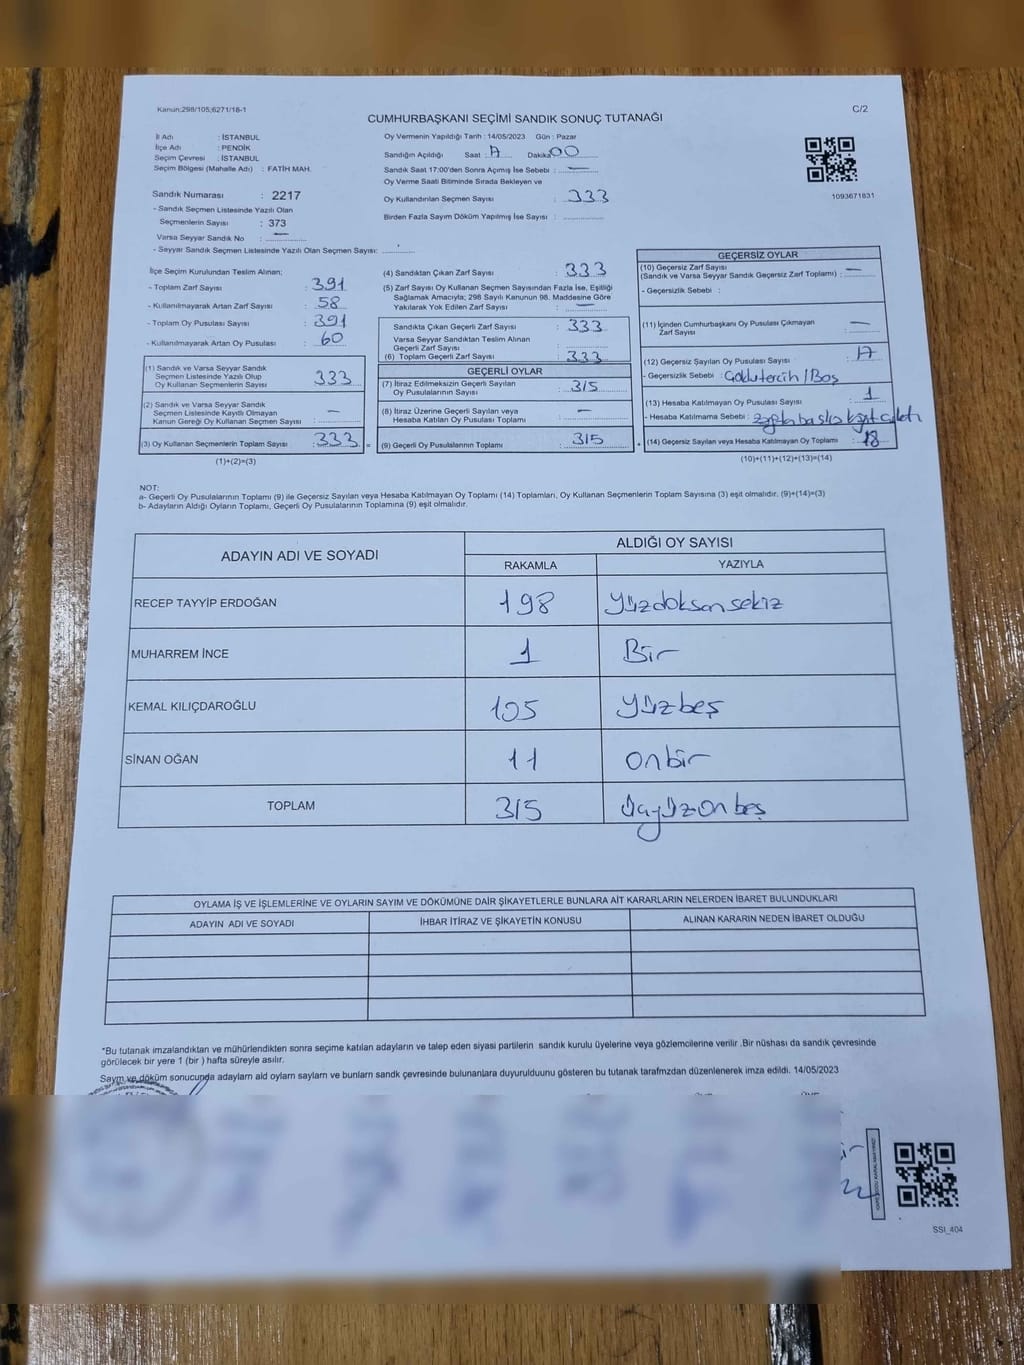 Kanun:298/105;6271/18-1
C/2
CUMHURBAŞKANI SEÇİMİ SANDIK SONUÇ TUTANAĞI
İl Adı : İSTANBUL
İlçe Adı : PENDİK
Seçim Çevresi : İSTANBUL
Seçim Bölgesi (Mahalle Adı) : FATİH MAH.
Sandık Numarası : 2217
- Sandık Seçmen Listesinde Yazılı Olan
Seçmenlerin Sayısı : 373
Varsa Seyyar Sandık No : —
- Seyyar Sandık Seçmen Listesinde Yazılı Olan Seçmen Sayısı:
Oy Vermenin Yapıldığı Tarih : 14/05/2023 Gün : Pazar
Sandığın Açıldığı Saat : 17 Dakika 00
Sandık Saat 17:00'den Sonra Açımış İse Sebebi : —
Oy Verme Saati Bitiminde Sırada Bekleyen ve
Oy Kullandırılan Seçmen Sayısı : 333
Birden Fazla Sayım Döküm Yapılmış İse Sayısı :
1093671831
İlçe Seçim Kurulundan Teslim Alınan;
- Toplam Zarf Sayısı : 391
- Kullanılmayarak Artan Zarf Sayısı : 58
- Toplam Oy Pusulası Sayısı : 391
- Kullanılmayarak Artan Oy Pusulası : 60
(1) Sandık ve Varsa Seyyar Sandık
Seçmen Listesinde Yazılı Olup
Oy Kullanan Seçmenlerin Sayısı : 333
(2) Sandık ve Varsa Seyyar Sandık
Seçmen Listesinde Kayıtlı Olmayan
Kanun Gereği Oy Kullanan Seçmen Sayısı : —
(3) Oy Kullanan Seçmenlerin Toplam Sayısı : 333 =
(1)+(2)=(3)
(4) Sandıktan Çıkan Zarf Sayısı : 333
(5) Zarf Sayısı Oy Kullanan Seçmen Sayısından Fazla İse, Eşitliği
Sağlamak Amacıyla; 298 Sayılı Kanunun 98. Maddesine Göre
Yakılarak Yok Edilen Zarf Sayısı : —
Sandıkta Çıkan Geçerli Zarf Sayısı : 333
Varsa Seyyar Sandıktan Teslim Alınan
Geçerli Zarf Sayısı :
(6) Toplam Geçerli Zarf Sayısı : 333
GEÇERLİ OYLAR
(7) İtiraz Edilmeksizin Geçerli Sayılan
Oy Pusulalarının Sayısı : 315
(8) İtiraz Üzerine Geçerli Sayılan veya
Hesaba Katılan Oy Pusulası Toplamı : —
(9) Geçerli Oy Pusulalarının Toplamı : 315 +
GEÇERSİZ OYLAR
(10) Geçersiz Zarf Sayısı
(Sandık ve Varsa Seyyar Sandık Geçersiz Zarf Toplamı) : —
- Geçersizlik Sebebi :
(11) İçinden Cumhurbaşkanı Oy Pusulası Çıkmayan
Zarf Sayısı : —
(12) Geçersiz Sayılan Oy Pusulası Sayısı : 17
- Geçersizlik Sebebi : Çoklu tercih / Boş
(13) Hesaba Katılmayan Oy Pusulası Sayısı : 1
- Hesaba Katılmama Sebebi :
(14) Geçersiz Sayılan veya Hesaba Katılmayan Oy Toplamı : 18
(10)+(11)+(12)+(13)=(14)
NOT:
a- Geçerli Oy Pusulalarının Toplamı (9) ile Geçersiz Sayılan veya Hesaba Katılmayan Oy Toplamı (14) Toplamları, Oy Kullanan Seçmenlerin Toplam Sayısına (3) eşit olmalıdır. (9)+(14)=(3)
b- Adayların Aldığı Oyların Toplamı, Geçerli Oy Pusulalarının Toplamına (9) eşit olmalıdır.
ADAYIN ADI VE SOYADI
ALDIĞI OY SAYISI
RAKAMLA YAZIYLA
RECEP TAYYİP ERDOĞAN 198 Yüzdoksan sekiz
MUHARREM İNCE 1 Bir
KEMAL KILIÇDAROĞLU 105 Yüzbeş
SİNAN OĞAN 11 Onbir
TOPLAM 315 Üçyüzonbeş
OYLAMA İŞ VE İŞLEMLERİNE VE OYLARIN SAYIM VE DÖKÜMÜNE DAİR ŞİKAYETLERLE BUNLARA AİT KARARLARIN NELERDEN İBARET BULUNDUKLARI
ADAYIN ADI VE SOYADI İHBAR İTİRAZ VE ŞİKAYETİN KONUSU ALINAN KARARIN NEDEN İBARET OLDUĞU
"Bu tutanak imzalandıktan ve mühürlendikten sonra seçime katılan adayların ve talep eden siyasi partilerin sandık kurulu üyelerine veya gözlemcilerine verilir .Bir nüshası da sandık çevresinde
görülecek bir yere 1 (bir ) hafta süreyle asılır.
Sayım ve döküm sonucunda adayların ald oyların sayları ve bunların sandk çevresinde bulunanlara duyurulduunu gösteren bu tutanak tarafmzdan düzenlenerek imza edildi. 14/05/2023
SSI_404